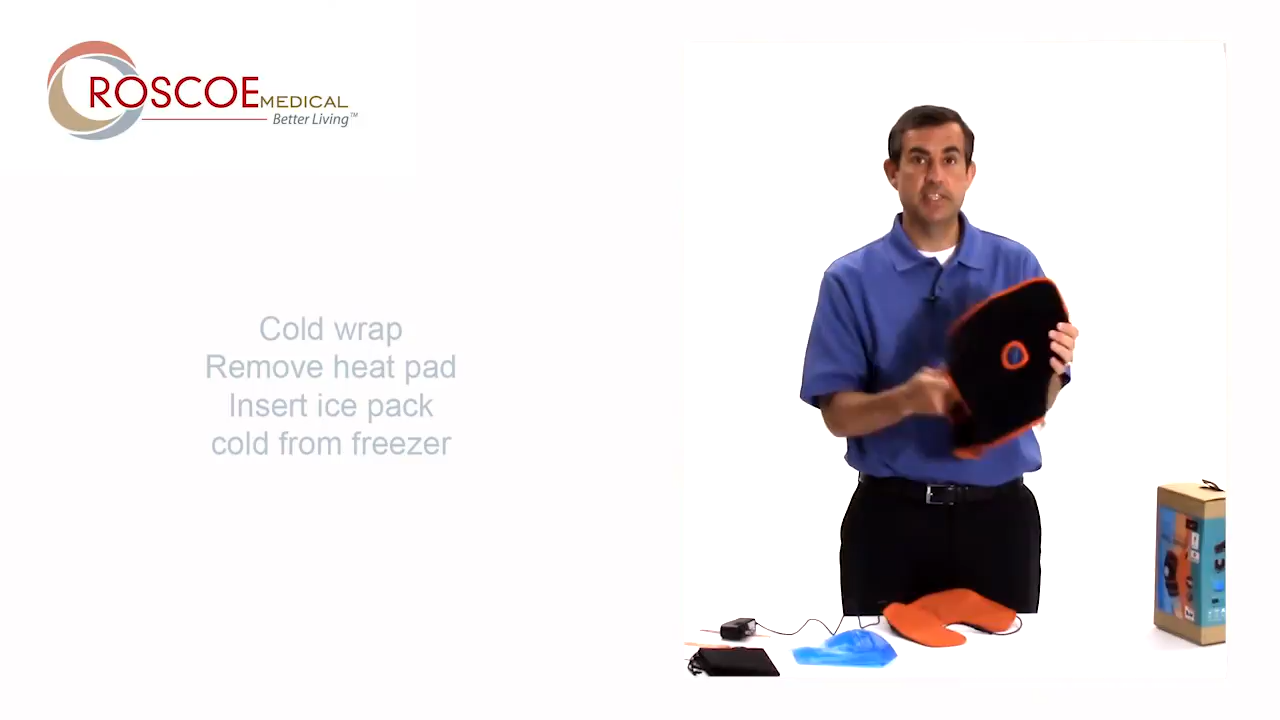 ROSCOE MEDICAL
Better Living™
Cold wrap
Remove heat pad
Insert ice pack
cold from freezer